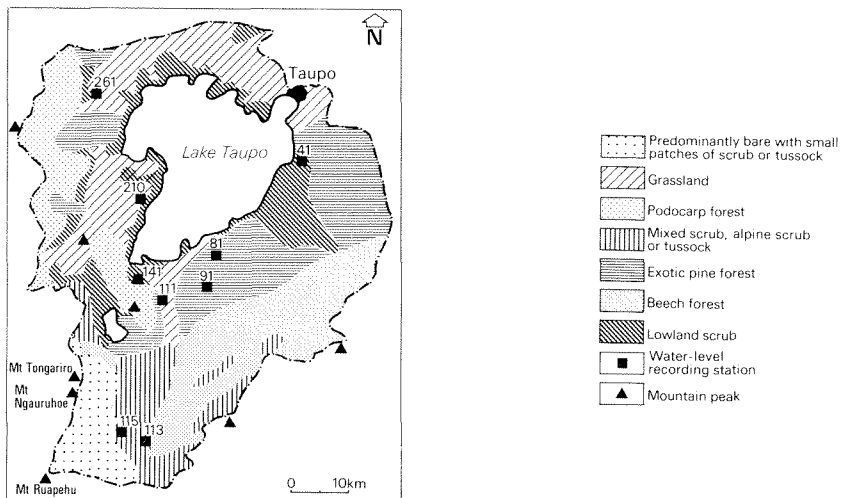 N
Taupo
261
Lake Taupo
41
210
81
141
91
111
Mt Tongariro
Mt
Ngauruhoe
115
113
Mt Ruapehu
0 10km
Predominantly bare with small
patches of scrub or tussock
Grassland
Podocarp forest
Mixed scrub, alpine scrub
or tussock
Exotic pine forest
Beech forest
Lowland scrub
Water-level
recording station
Mountain peak